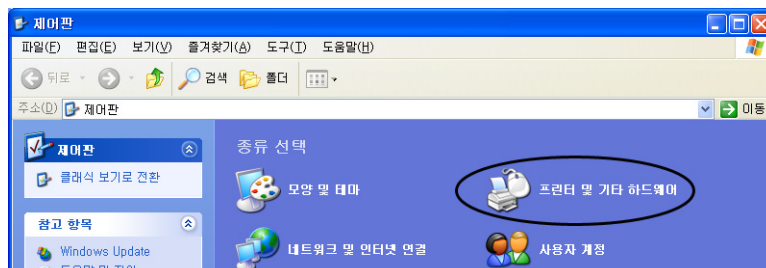 제어판
파일(F) 편집(E) 보기(V) 즐겨찾기(A) 도구(T) 도움말(H)
뒤로 검색 폴더
주소(D) 제어판 이동
제어판
클래식 보기로 전환
참고 항목
Windows Update
종류 선택
모양 및 테마
프린터 및 기타 하드웨어
네트워크 및 인터넷 연결
사용자 계정